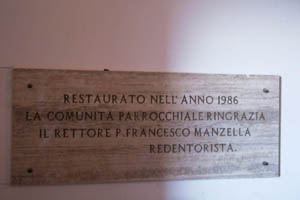 RESTAURATO NELL'ANNO 1986
LA COMUNITÀ PARROCCHIALE RINGRAZIA
IL RETTORE P. FRANCESCO MANZELLA
REDENTORISTA.